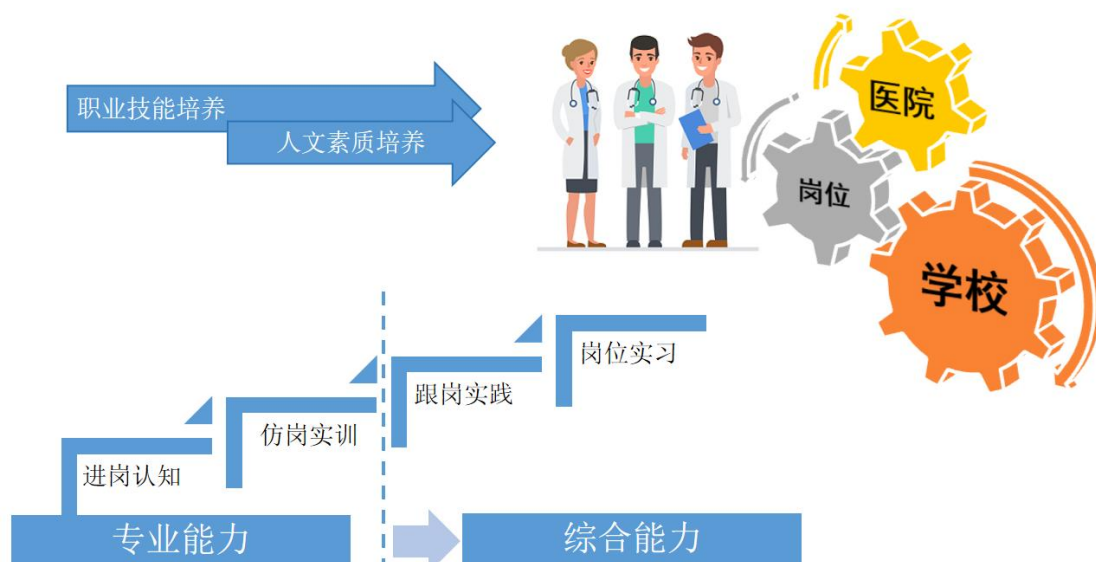 职业技能培养
人文素质培养
医院
岗位
学校
岗位实习
跟岗实践
仿岗实训
进岗认知
专业能力
综合能力